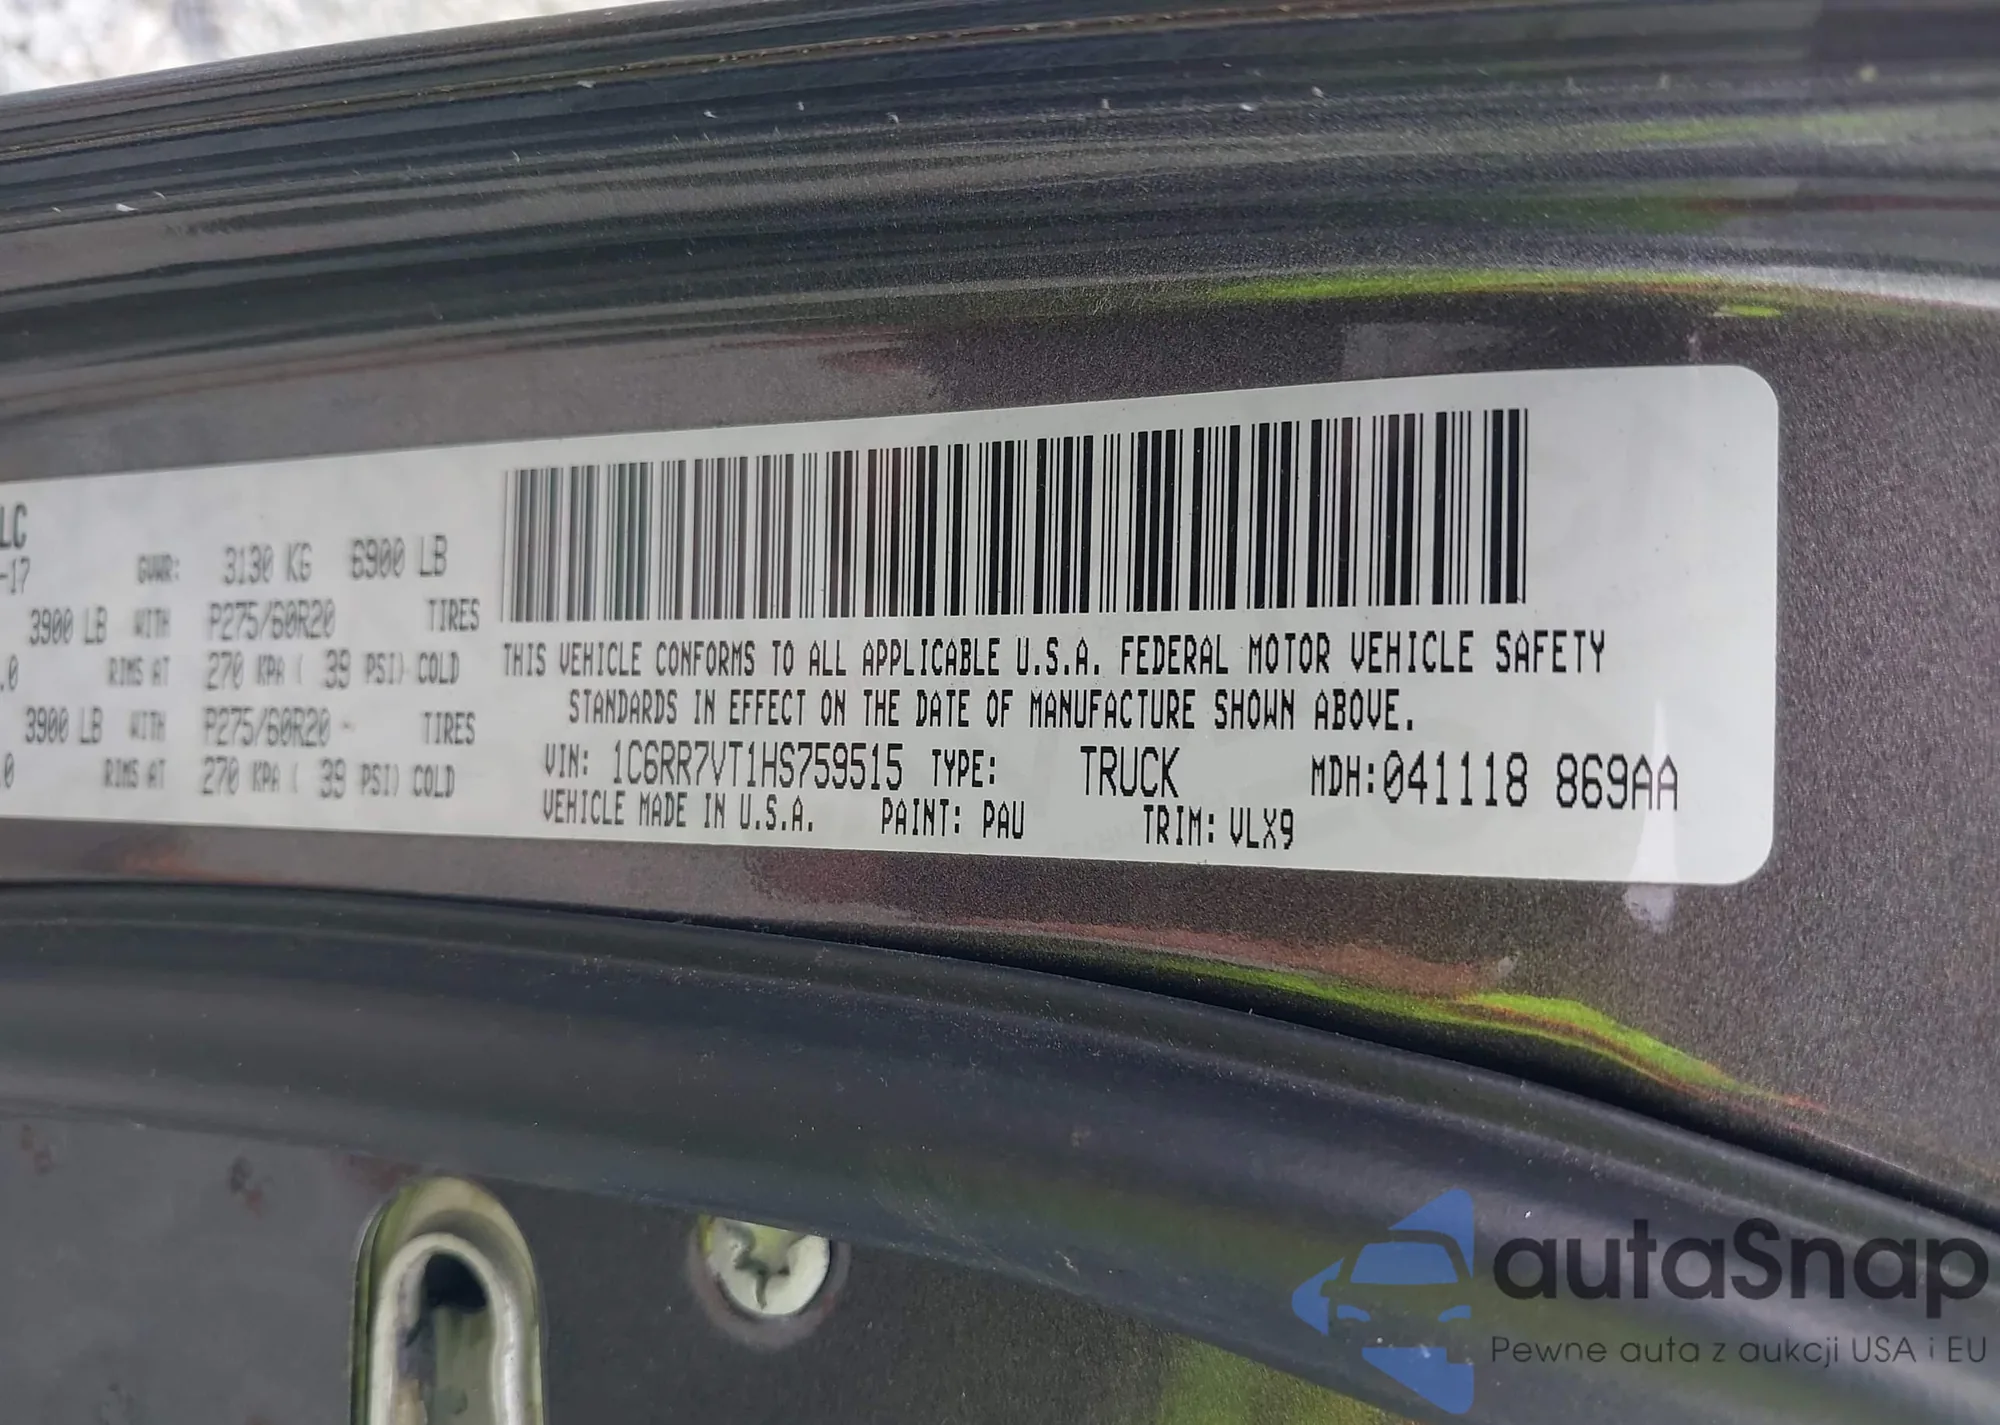 LC
-17 GVWR: 3130 KG 6900 LB
3900 LB WITH P275/60R20 TIRES
.0 RIMS AT 270 KPA ( 39 PSI) COLD
3900 LB WITH P275/60R20 - TIRES
.0 RIMS AT 270 KPA ( 39 PSI) COLD
THIS VEHICLE CONFORMS TO ALL APPLICABLE U.S.A. FEDERAL MOTOR VEHICLE SAFETY
STANDARDS IN EFFECT ON THE DATE OF MANUFACTURE SHOWN ABOVE.
VIN: 1C6RR7VT1HS759515 TYPE: TRUCK MDH:041118 869AA
VEHICLE MADE IN U.S.A. PAINT: PAU TRIM: VLX9
autaSnap
Pewne auta z aukcji USA i EU